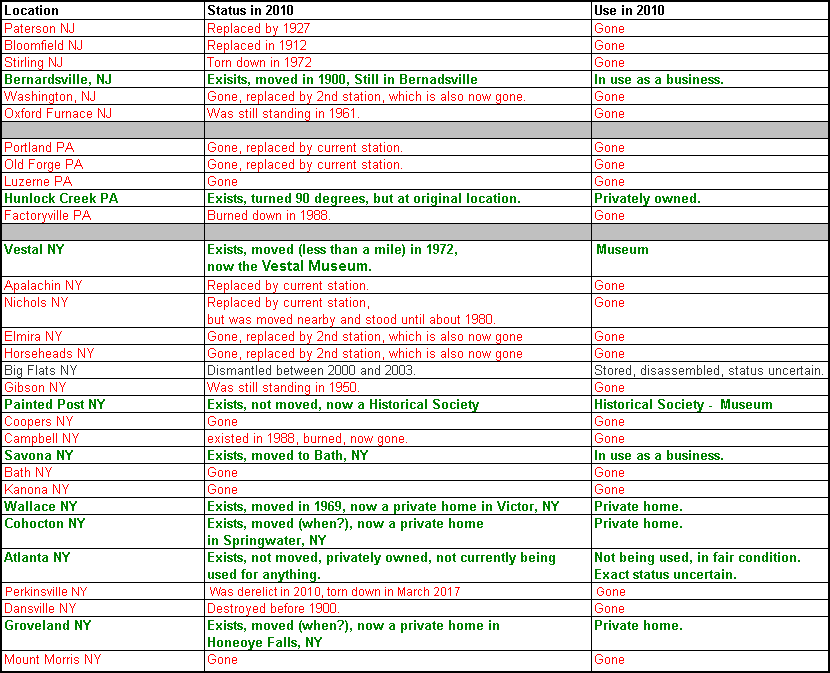 Location Status in 2010 Use in 2010
Paterson NJ Replaced by 1927 Gone
Bloomfield NJ Replaced in 1912 Gone
Stirling NJ Torn down in 1972 Gone
Bernardsville, NJ Exisits, moved in 1900, Still in Bernadsville In use as a business.
Washington, NJ Gone, replaced by 2nd station, which is also now gone. Gone
Oxford Furnace NJ Was still standing in 1961. Gone
Portland PA Gone, replaced by current station. Gone
Old Forge PA Gone, replaced by current station. Gone
Luzerne PA Gone Gone
Hunlock Creek PA Exists, turned 90 degrees, but at original location. Privately owned.
Factoryville PA Burned down in 1988. Gone
Vestal NY Exists, moved (less than a mile) in 1972, Museum
now the Vestal Museum.
Apalachin NY Replaced by current station. Gone
Nichols NY Replaced by current station, Gone
but was moved nearby and stood until about 1980.
Elmira NY Gone, replaced by 2nd station, which is also now gone Gone
Horseheads NY Gone, replaced by 2nd station, which is also now gone Gone
Big Flats NY Dismantled between 2000 and 2003. Stored, disassembled, status uncertain.
Gibson NY Was still standing in 1950. Gone
Painted Post NY Exists, not moved, now a Historical Society Historical Society - Museum
Coopers NY Gone Gone
Campbell NY existed in 1988, burned, now gone. Gone
Savona NY Exists, moved to Bath, NY In use as a business.
Bath NY Gone Gone
Kanona NY Gone Gone
Wallace NY Exists, moved in 1969, now a private home in Victor, NY Private home.
Cohocton NY Exists, moved (when?), now a private home Private home.
in Springwater, NY
Atlanta NY Exists, not moved, privately owned, not currently being Not being used, in fair condition.
used for anything. Exact status uncertain.
Perkinsville NY Was derelict in 2010, torn down in March 2017 Gone
Dansville NY Destroyed before 1900. Gone
Groveland NY Exists, moved (when?), now a private home in Private home.
Honeoye Falls, NY
Mount Morris NY Gone Gone